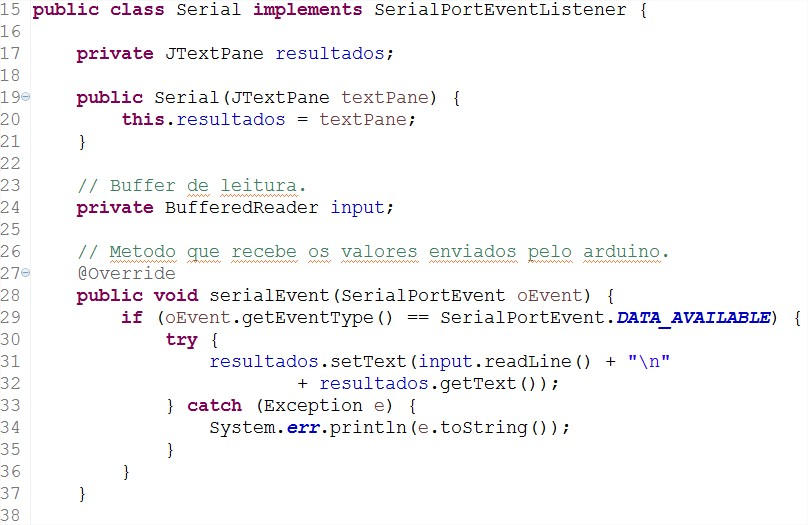 15 public class Serial implements SerialPortEventListener {
16
17     private JTextPane resultados;
18
19     public Serial(JTextPane textPane) {
20         this.resultados = textPane;
21     }
22
23     // Buffer de leitura.
24     private BufferedReader input;
25
26     // Metodo que recebe os valores enviados pelo arduino.
27     @Override
28     public void serialEvent(SerialPortEvent oEvent) {
29         if (oEvent.getEventType() == SerialPortEvent.DATA_AVAILABLE) {
30             try {
31                 resultados.setText(input.readLine() + "\n"
32                         + resultados.getText());
33             } catch (Exception e) {
34                 System.err.println(e.toString());
35             }
36         }
37     }
38